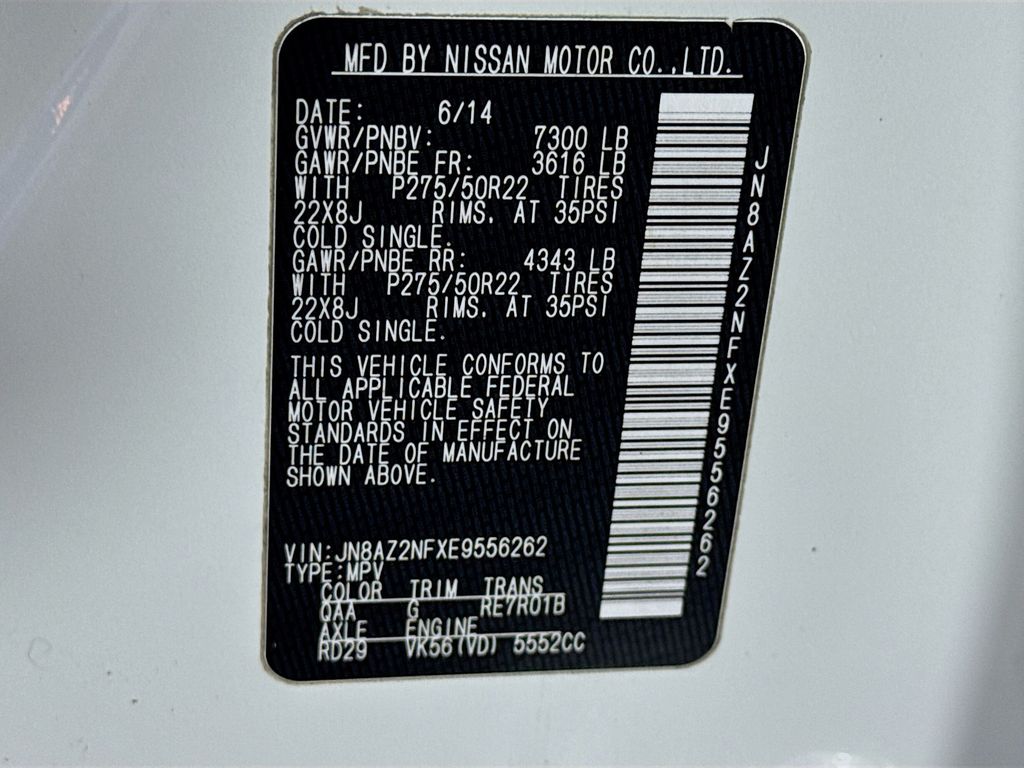 MFD BY NISSAN MOTOR CO.,LTD.
DATE: 6/14
GVWR/PNBV: 7300 LB
GAWR/PNBE FR: 3616 LB
WITH P275/50R22 TIRES
22X8J RIMS. AT 35PSI
COLD SINGLE.
GAWR/PNBE RR: 4343 LB
WITH P275/50R22 TIRES
22X8J RIMS. AT 35PSI
COLD SINGLE.
THIS VEHICLE CONFORMS TO
ALL APPLICABLE FEDERAL
MOTOR VEHICLE SAFETY
STANDARDS IN EFFECT ON
THE DATE OF MANUFACTURE
SHOWN ABOVE.
VIN:JN8AZ2NFXE9556262
TYPE:MPV
COLOR TRIM TRANS
QAA G RE7R01B
AXLE ENGINE
RD29 VK56(VD) 5552CC
JN8AZ2NFXE9556262